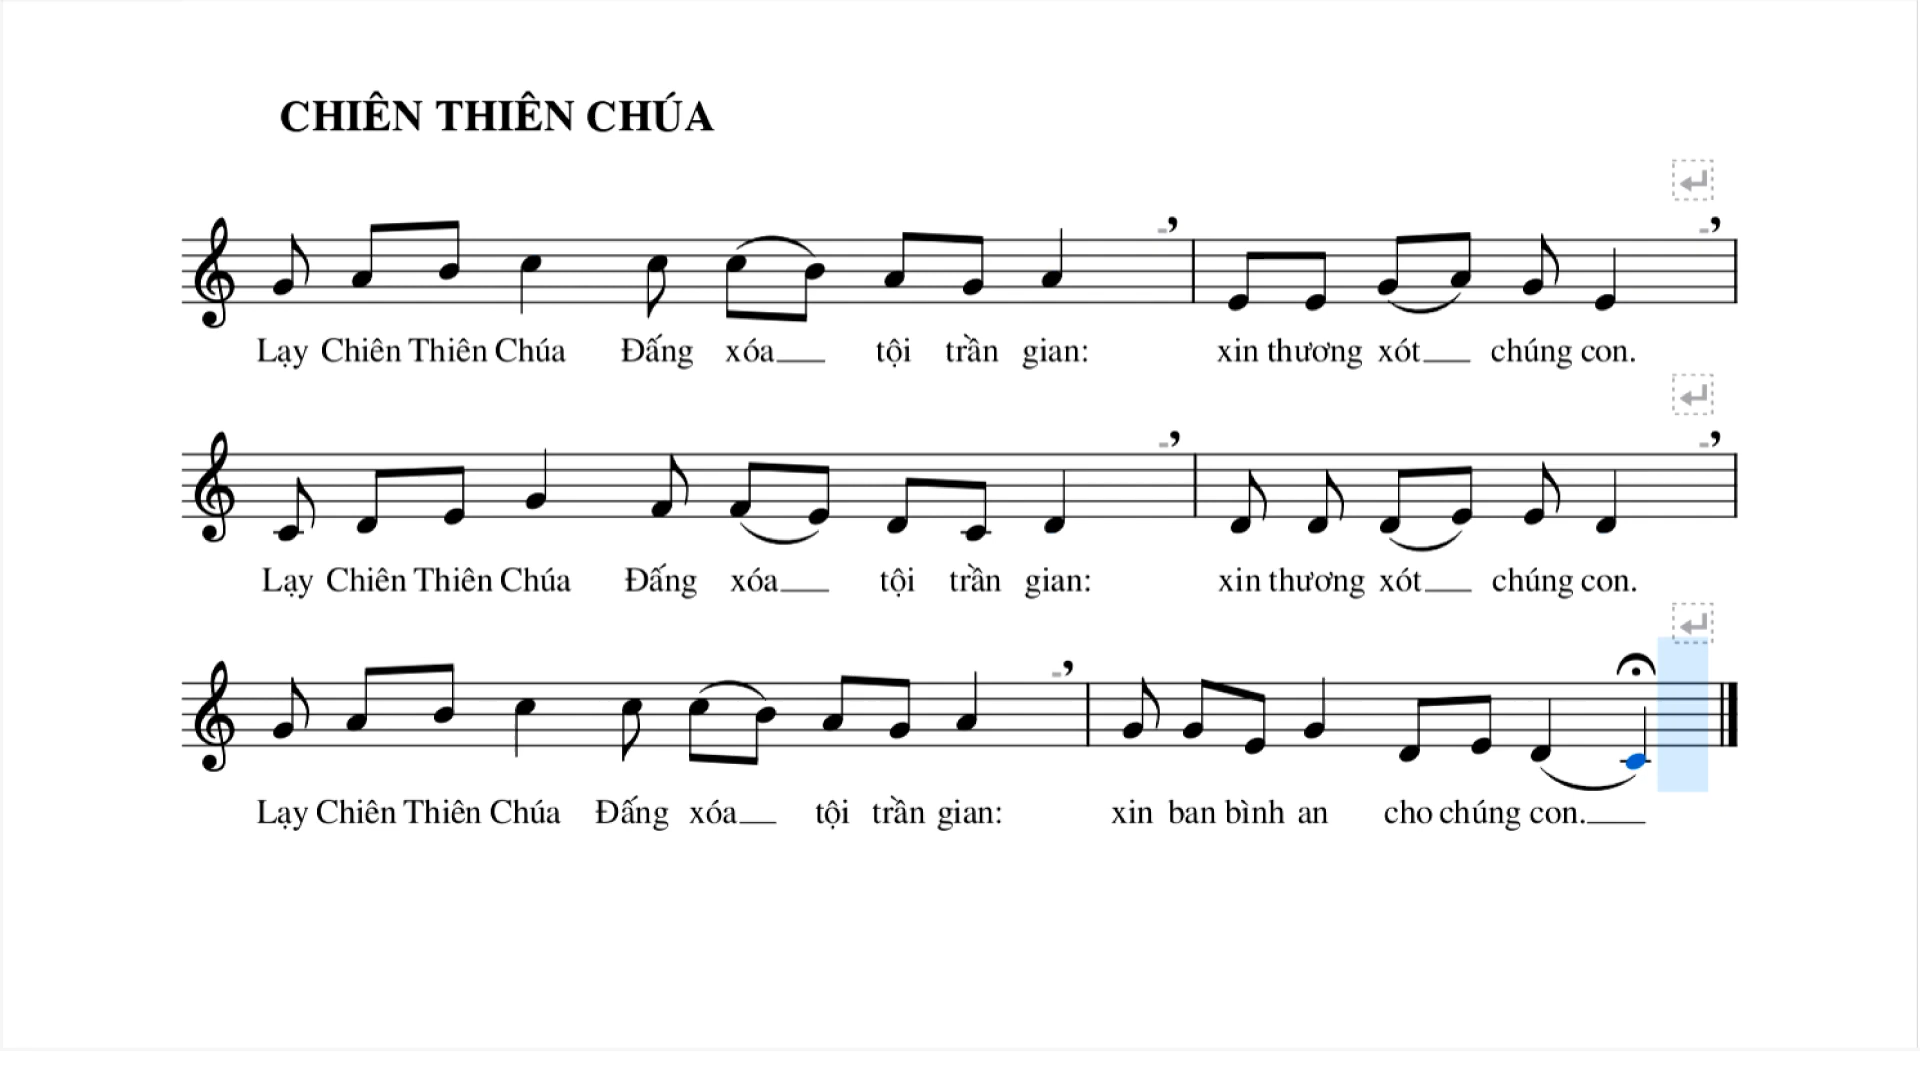 CHIÊN THIÊN CHÚA
Lạy Chiên Thiên Chúa Đấng xóa tội trần gian: xin thương xót chúng con.
Lạy Chiên Thiên Chúa Đấng xóa tội trần gian: xin thương xót chúng con.
Lạy Chiên Thiên Chúa Đấng xóa tội trần gian: xin ban bình an cho chúng con.